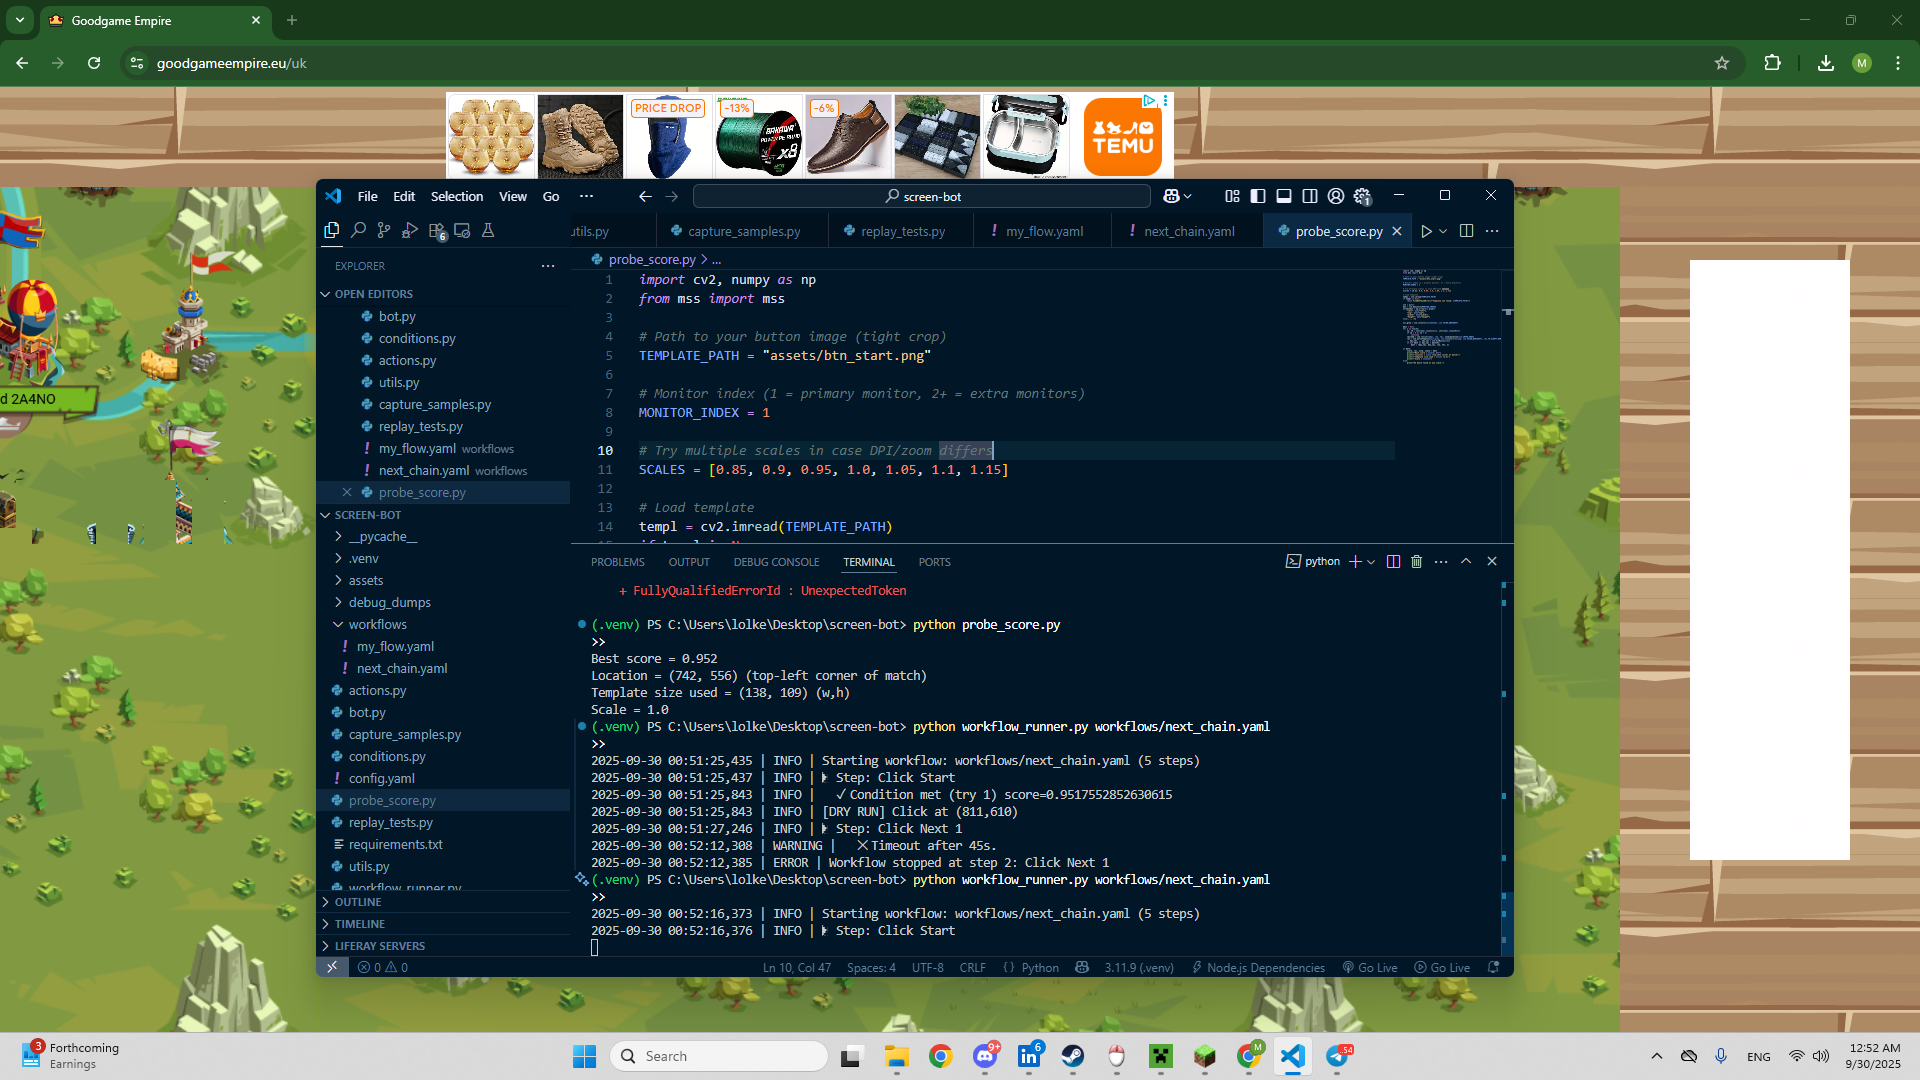 Goodgame Empire
goodgameempire.eu/uk
M
PRICE DROP
-13%
-6%
x8
TEMU
File Edit Selection View Go
screen-bot
1
6
utils.py
capture_samples.py
replay_tests.py
! my_flow.yaml
! next_chain.yaml
probe_score.py
EXPLORER
OPEN EDITORS
bot.py
conditions.py
actions.py
utils.py
capture_samples.py
replay_tests.py
! my_flow.yaml workflows
! next_chain.yaml workflows
probe_score.py
SCREEN-BOT
__pycache__
.venv
assets
debug_dumps
workflows
! my_flow.yaml
! next_chain.yaml
actions.py
bot.py
capture_samples.py
conditions.py
! config.yaml
probe_score.py
replay_tests.py
requirements.txt
utils.py
workflow_runner.py
OUTLINE
TIMELINE
LIFERAY SERVERS
d 2A4NO
probe_score.py > ...
1 import cv2, numpy as np
2 from mss import mss
3
4 # Path to your button image (tight crop)
5 TEMPLATE_PATH = "assets/btn_start.png"
6
7 # Monitor index (1 = primary monitor, 2+ = extra monitors)
8 MONITOR_INDEX = 1
9
10 # Try multiple scales in case DPI/zoom differs
11 SCALES = [0.85, 0.9, 0.95, 1.0, 1.05, 1.1, 1.15]
12
13 # Load template
14 templ = cv2.imread(TEMPLATE_PATH)
PROBLEMS OUTPUT DEBUG CONSOLE TERMINAL PORTS
python
+ FullyQualifiedErrorId : UnexpectedToken
(.venv) PS C:\Users\lolke\Desktop\screen-bot> python probe_score.py
>>
Best score = 0.952
Location = (742, 556) (top-left corner of match)
Template size used = (138, 109) (w,h)
Scale = 1.0
(.venv) PS C:\Users\lolke\Desktop\screen-bot> python workflow_runner.py workflows/next_chain.yaml
>>
2025-09-30 00:51:25,435 | INFO | Starting workflow: workflows/next_chain.yaml (5 steps)
2025-09-30 00:51:25,437 | INFO | ▶ Step: Click Start
2025-09-30 00:51:25,843 | INFO |   ✓ Condition met (try 1) score=0.9517552852630615
2025-09-30 00:51:25,843 | INFO | [DRY RUN] Click at (811,610)
2025-09-30 00:51:27,246 | INFO | ▶ Step: Click Next 1
2025-09-30 00:52:12,308 | WARNING |   ✕ Timeout after 45s.
2025-09-30 00:52:12,385 | ERROR | Workflow stopped at step 2: Click Next 1
(.venv) PS C:\Users\lolke\Desktop\screen-bot> python workflow_runner.py workflows/next_chain.yaml
>>
2025-09-30 00:52:16,373 | INFO | Starting workflow: workflows/next_chain.yaml (5 steps)
2025-09-30 00:52:16,376 | INFO | ▶ Step: Click Start
0 0
Ln 10, Col 47 Spaces: 4 UTF-8 CRLF {} Python 3.11.9 (.venv) Node.js Dependencies Go Live Go Live
3
Forthcoming
Earnings
Search
9+
6
M
54
ENG
12:52 AM
9/30/2025